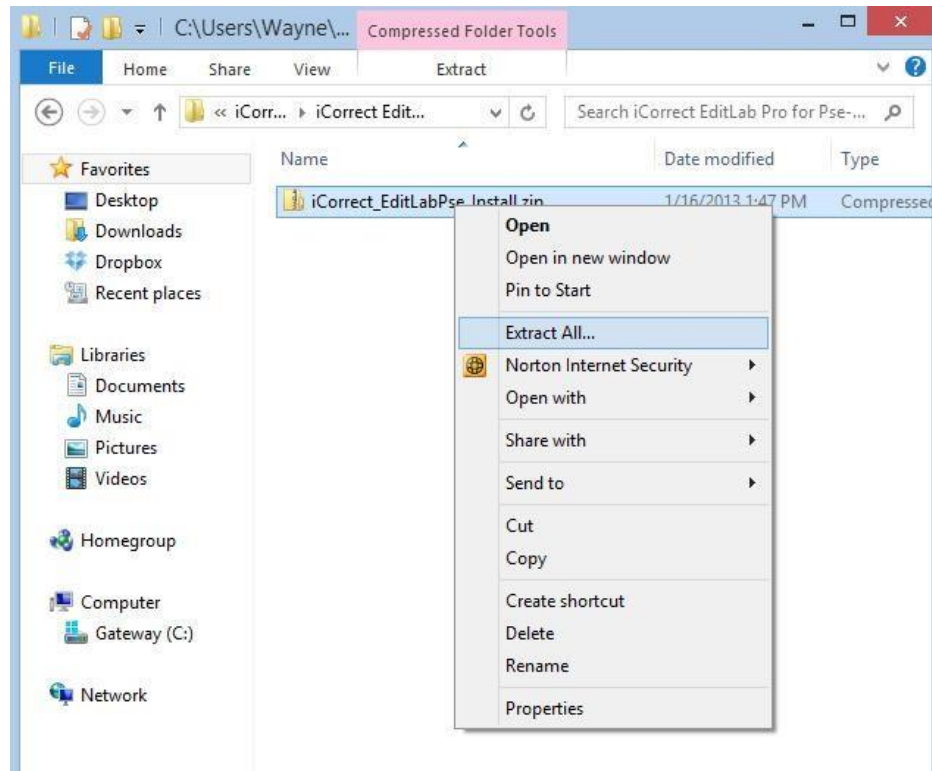 C:\Users\Wayne\... Compressed Folder Tools
File Home Share View Extract
« iCorr... iCorrect Edit... Search iCorrect EditLab Pro for Pse-...
Favorites
Desktop
Downloads
Dropbox
Recent places
Libraries
Documents
Music
Pictures
Videos
Homegroup
Computer
Gateway (C:)
Network
Name Date modified Type
iCorrect_EditLabPse_Install.zip 1/16/2013 1:47 PM Compressed
Open
Open in new window
Pin to Start
Extract All...
Norton Internet Security
Open with
Share with
Send to
Cut
Copy
Create shortcut
Delete
Rename
Properties